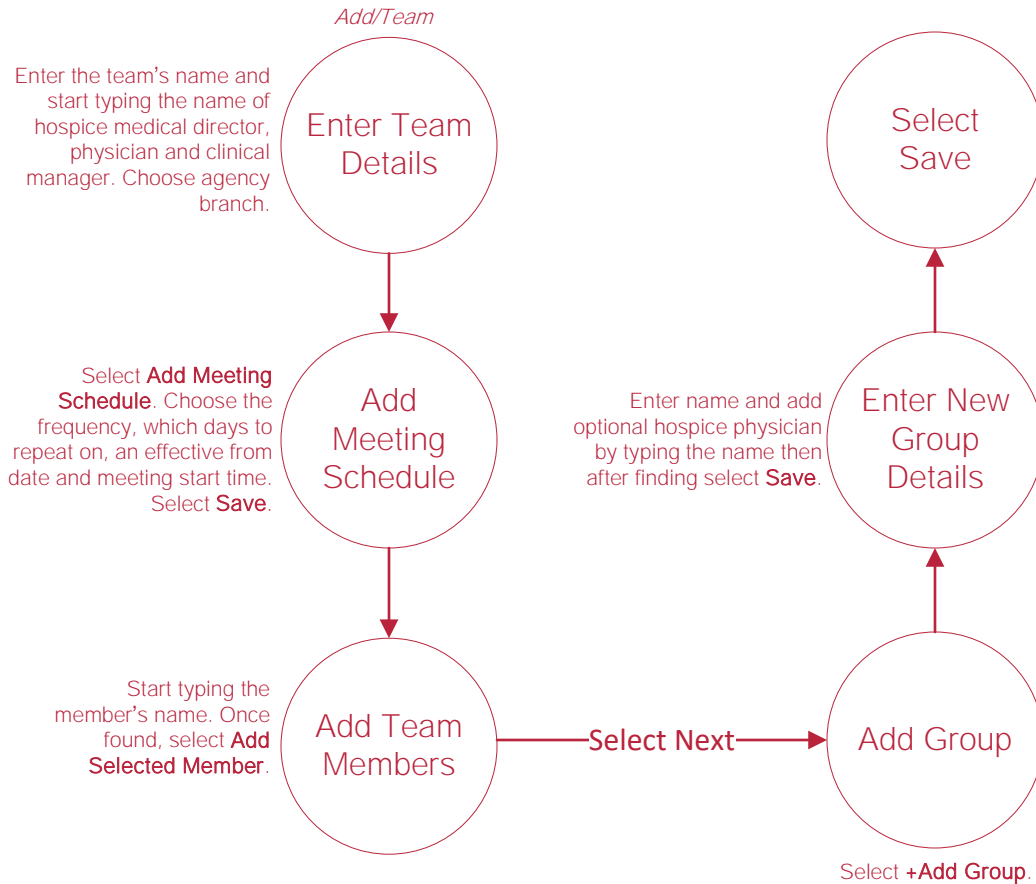 Add/Team
Enter the team's name and
start typing the name of
hospice medical director,
physician and clinical
manager. Choose agency
branch.
Enter Team
Details
Select Add Meeting
Schedule. Choose the
frequency, which days to
repeat on, an effective from
date and meeting start time.
Select Save.
Add
Meeting
Schedule
Start typing the
member's name. Once
found, select Add
Selected Member.
Add Team
Members
Select Next
Add Group
Select +Add Group.
Enter name and add
optional hospice physician
by typing the name then
after finding select Save.
Enter New
Group
Details
Select
Save